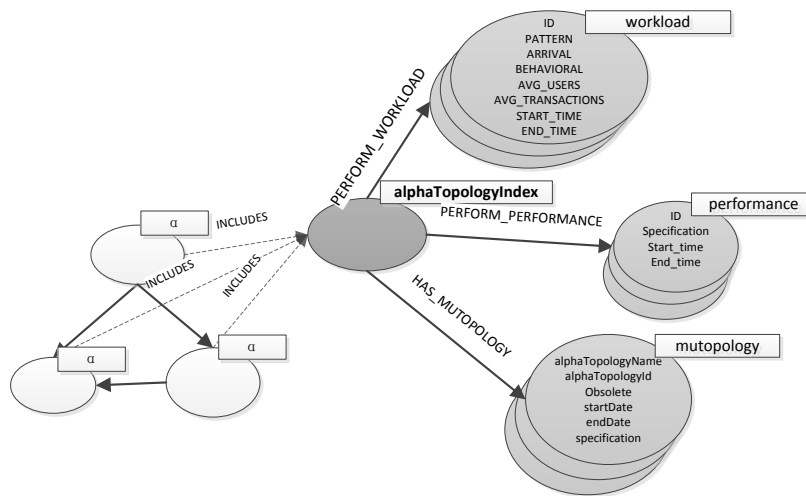 workload
ID
PATTERN
ARRIVAL
BEHAVIORAL
AVG_USERS
AVG_TRANSACTIONS
START_TIME
END_TIME
PERFORM_WORKLOAD
alphaTopologyIndex
PERFORM_PERFORMANCE
performance
ID
Specification
Start_time
End_time
α
INCLUDES
INCLUDES
INCLUDES
HAS_MUTOPOLOGY
α
α
mutopology
alphaTopologyName
alphaTopologyId
Obsolete
startDate
endDate
specification